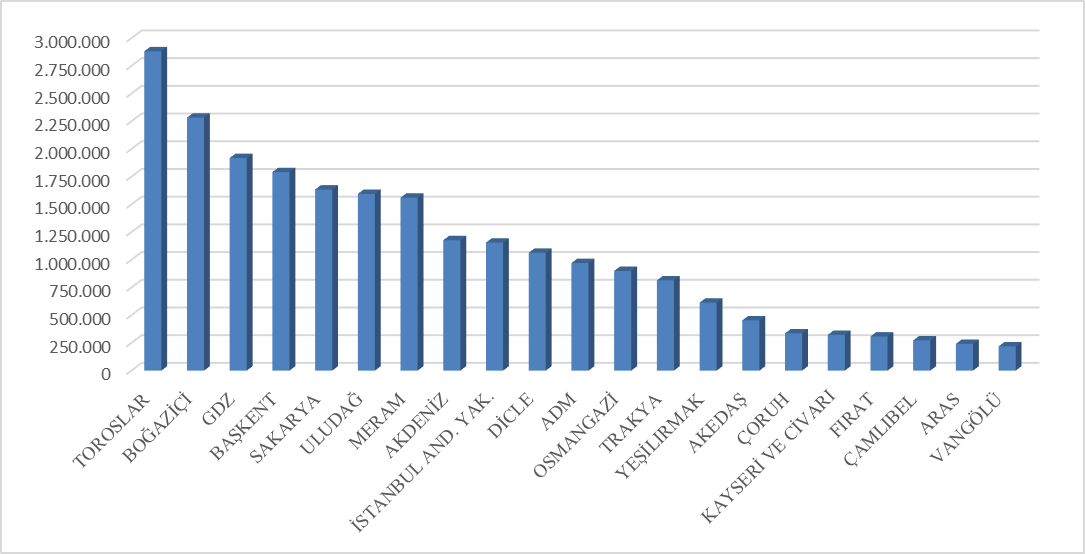 3.000.000
2.750.000
2.500.000
2.250.000
2.000.000
1.750.000
1.500.000
1.250.000
1.000.000
750.000
500.000
250.000
0
TOROSLAR
BOĞAZİÇİ
GDZ
BAŞKENT
SAKARYA
ULUDAĞ
MERAM
AKDENİZ
İSTANBUL AND. YAK.
DİCLE
ADM
OSMANGAZİ
TRAKYA
YEŞİLIRMAK
AKEDAŞ
ÇORUH
KAYSERİ VE CİVARI
FIRAT
ÇAMLIBEL
ARAS
VANGÖLÜ